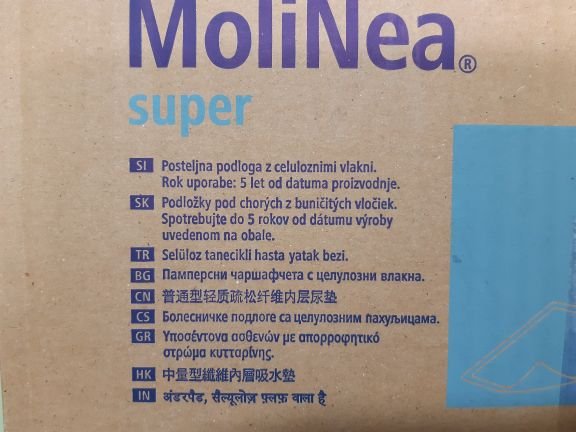 MoliNea®
super
SI Posteljna podloga z celuloznimi vlakni.
Rok uporabe: 5 let od datuma proizvodnje.
SK Podložky pod chorých z buničitých vločiek.
Spotrebujte do 5 rokov od dátumu výroby
uvedenom na obale.
TR Selüloz tanecikli hasta yatak bezi.
BG Памперсни чаршафчета с целулозни влакна.
CN 普通型轻质疏松纤维内层尿垫
CS Болесничке подлоге са целулозним пахуљицама.
GR Υποσέντονα ασθενών με απορροφητικό
στρώμα κυτταρίνης.
HK 中量型纖維內層吸水墊
IN अंडरपैड, सैल्यूलोज़ फ़्लफ़ वाला है